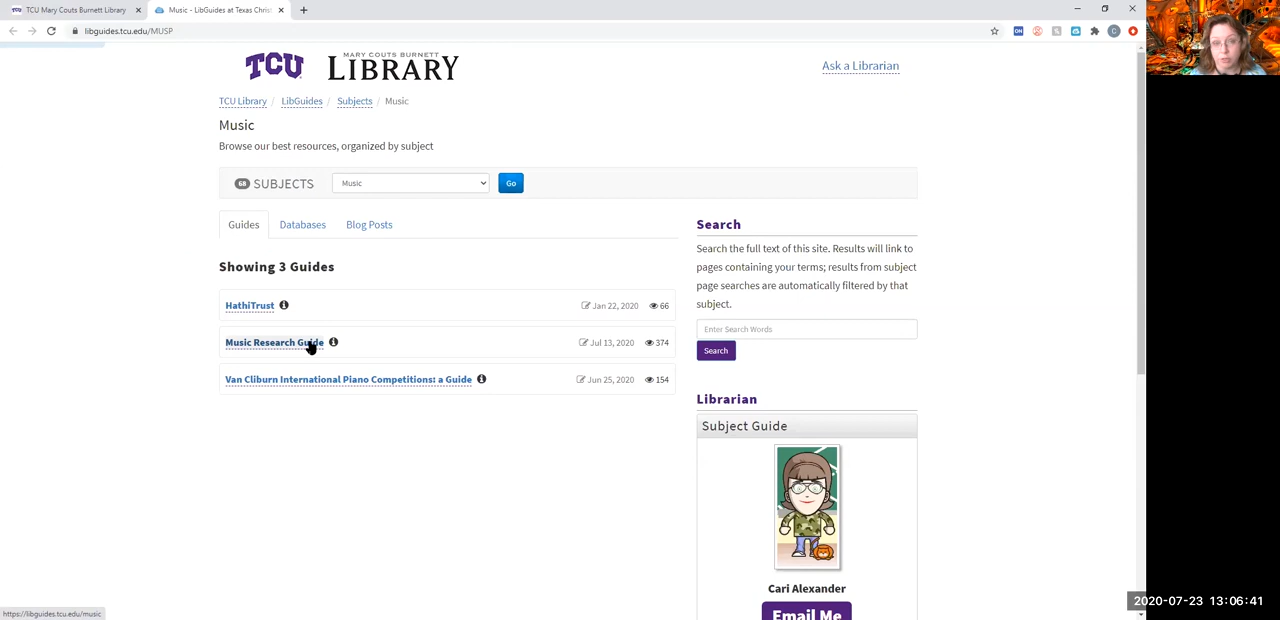 TCU Mary Couts Burnett Library
Music - LibGuides at Texas Chris
libguides.tcu.edu/MUSP
ON
C
TCU
MARY COUTS BURNETT
LIBRARY
Ask a Librarian
TCU Library / LibGuides / Subjects / Music
Music
Browse our best resources, organized by subject
68 SUBJECTS Music Go
Guides Databases Blog Posts
Showing 3 Guides
HathiTrust Jan 22, 2020 66
Music Research Guide Jul 13, 2020 374
Van Cliburn International Piano Competitions: a Guide Jun 25, 2020 154
Search
Search the full text of this site. Results will link to
pages containing your terms; results from subject
page searches are automatically filtered by that
subject.
Enter Search Words
Search
Librarian
Subject Guide
Cari Alexander
Email Me
https://libguides.tcu.edu/music
2020-07-23 13:06:41